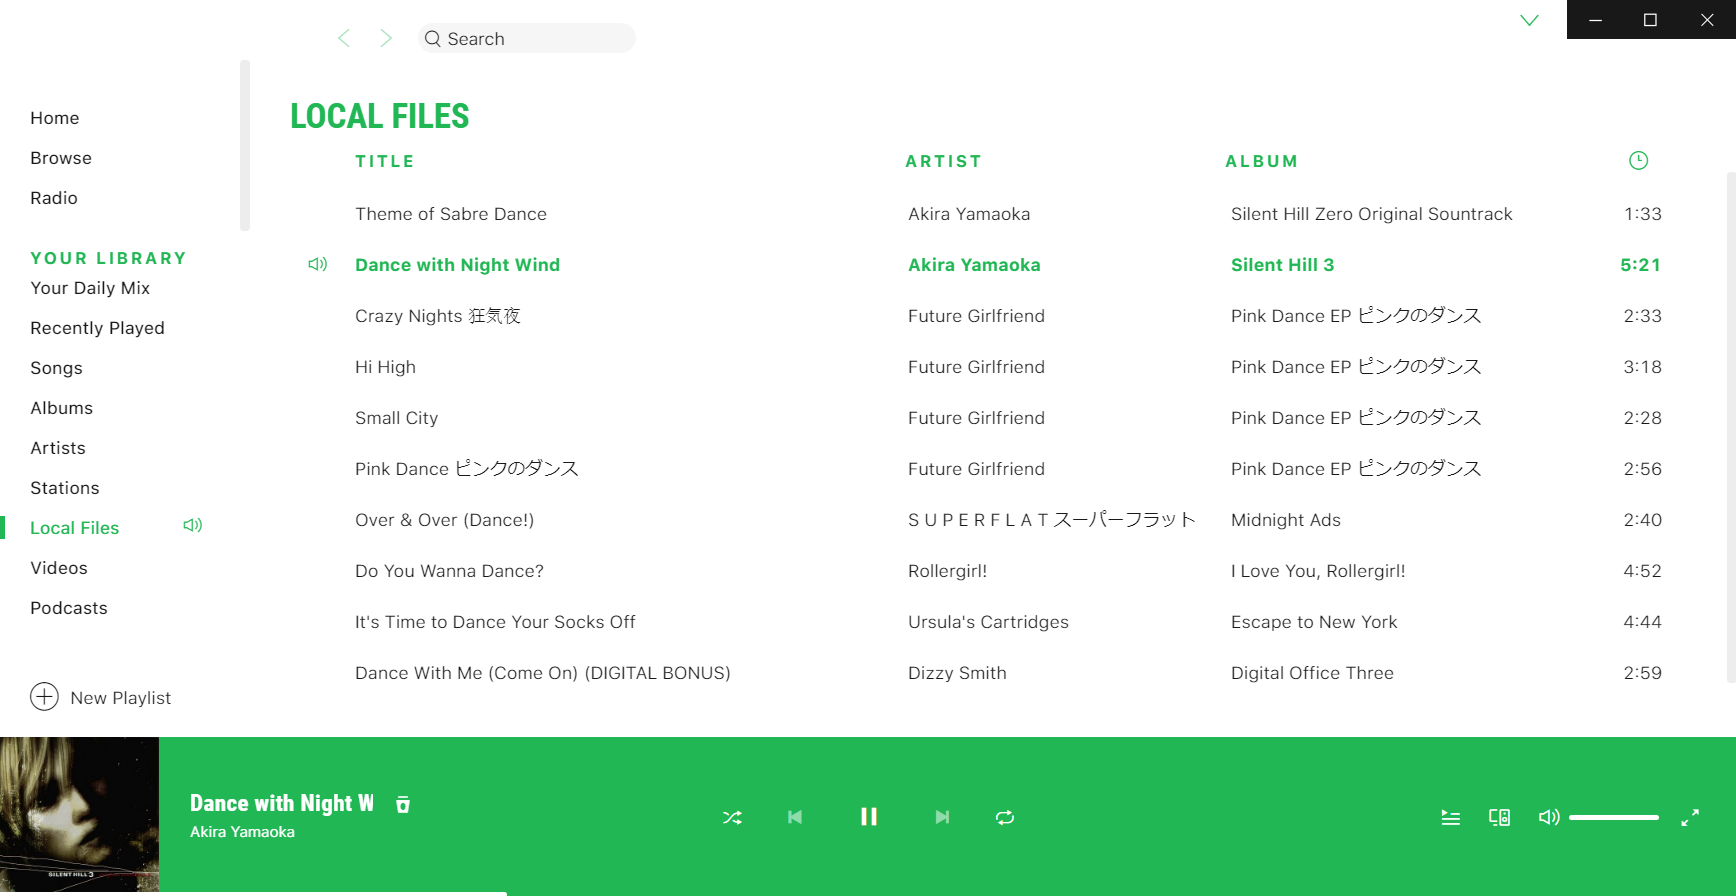 Search
Home
Browse
Radio
YOUR LIBRARY
Your Daily Mix
Recently Played
Songs
Albums
Artists
Stations
Local Files
Videos
Podcasts
New Playlist
LOCAL FILES
TITLE ARTIST ALBUM
Theme of Sabre Dance Akira Yamaoka Silent Hill Zero Original Sountrack 1:33
Dance with Night Wind Akira Yamaoka Silent Hill 3 5:21
Crazy Nights 狂気夜 Future Girlfriend Pink Dance EP ピンクのダンス 2:33
Hi High Future Girlfriend Pink Dance EP ピンクのダンス 3:18
Small City Future Girlfriend Pink Dance EP ピンクのダンス 2:28
Pink Dance ピンクのダンス Future Girlfriend Pink Dance EP ピンクのダンス 2:56
Over & Over (Dance!) S U P E R F L A T スーパーフラット Midnight Ads 2:40
Do You Wanna Dance? Rollergirl! I Love You, Rollergirl! 4:52
It's Time to Dance Your Socks Off Ursula's Cartridges Escape to New York 4:44
Dance With Me (Come On) (DIGITAL BONUS) Dizzy Smith Digital Office Three 2:59
SILENT HILL 3
Dance with Night W
Akira Yamaoka